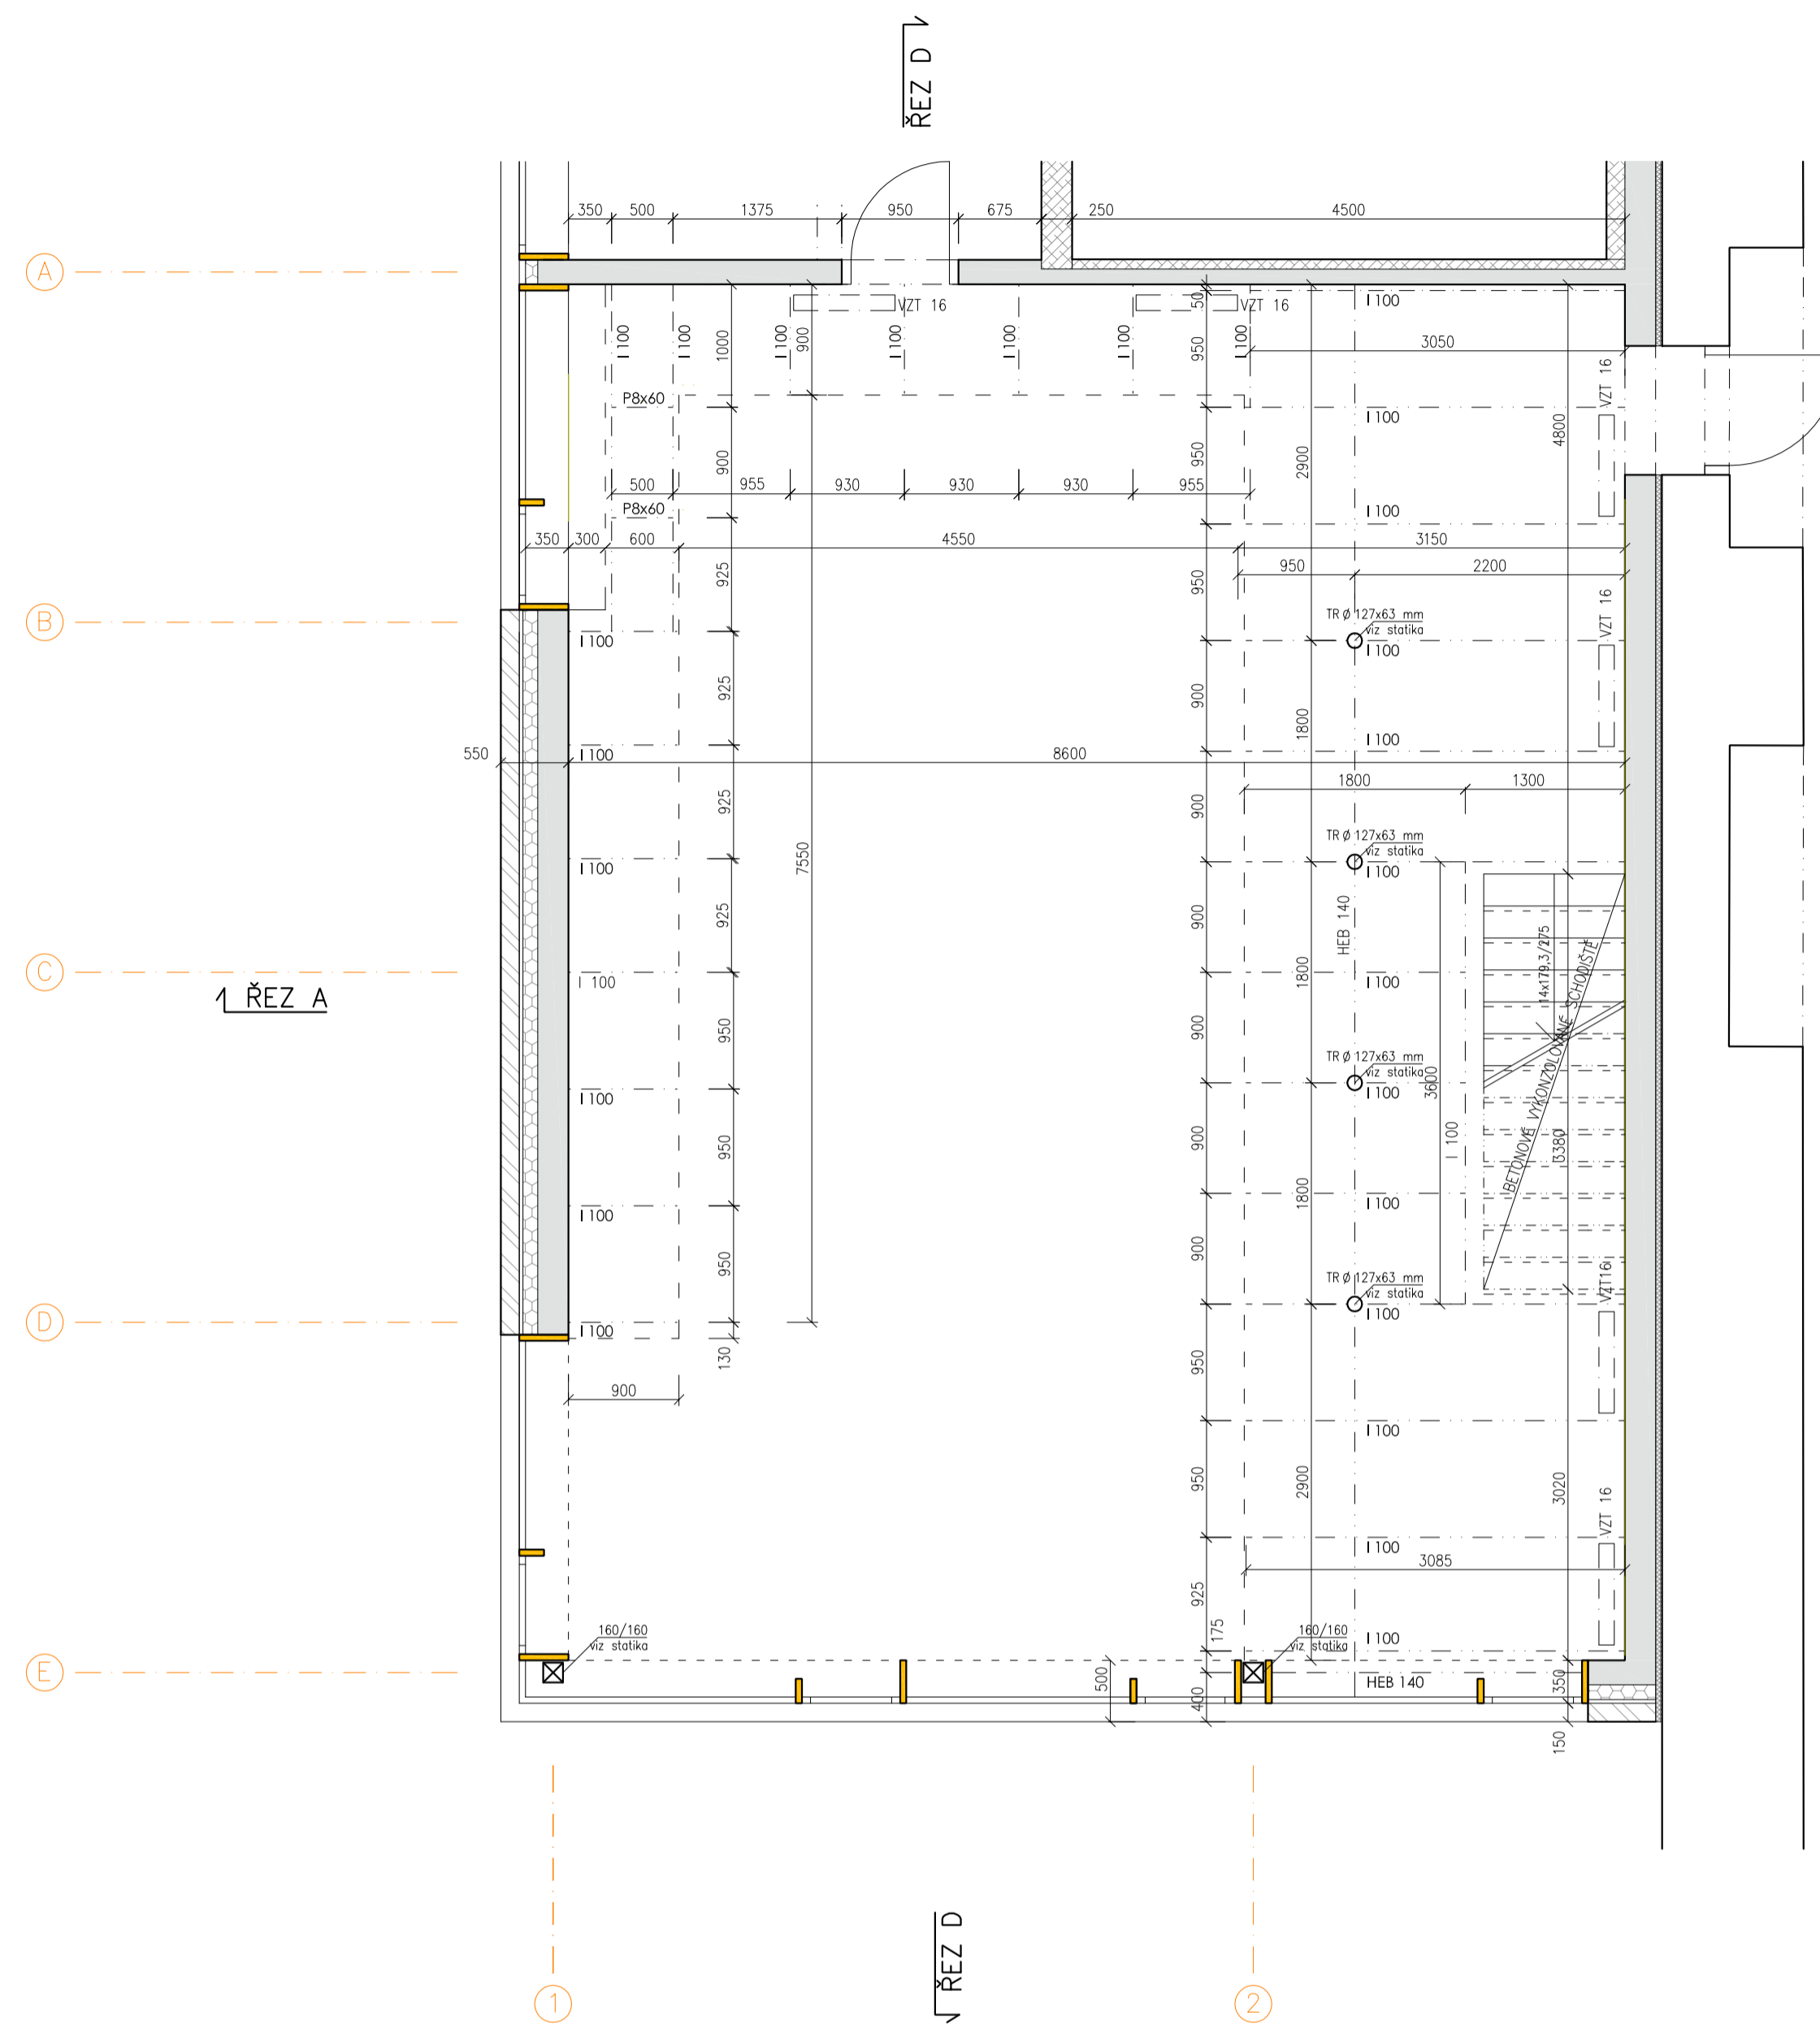 ŘEZ D
350 500 1375 950 675 250 4500
A
VZT 16 VZT 16
I 100
50
I 100 I 100 I 100 I 100 I 100 I 100 I 100
1000 900 950
3050
VZT 16
P8x60
I 100
4800
900 950 2900
500 955 930 930 930 955
P8x60
I 100
350 300 600 4550 3150
925 950
950 2200
B
TR Ø 127x63 mm
viz statika
VZT 16
I 100 I 100
925 900 1800
I 100 I 100
550 8600
1800 1300
925 900
7550
TR Ø 127x63 mm
viz statika
I 100 I 100
925 900
HEB 140
14x179,3/275
BETONOVÉ VYKONZOLOVANÉ SCHODIŠTĚ
C
I 100 I 100
1800
ŘEZ A
950 900
TR Ø 127x63 mm
viz statika
3600
I 100 I 100
950 900
I 100
3380
1800
I 100 I 100
950 900
TR Ø 127x63 mm
viz statika
VZT16
D
I 100 I 100
130
950
900
I 100
950 2900 3020
VZT 16
I 100
3085
925
175
160/160
viz statika
160/160
viz statika
I 100
E
500 400
HEB 140
350
150
ŘEZ D
1 2